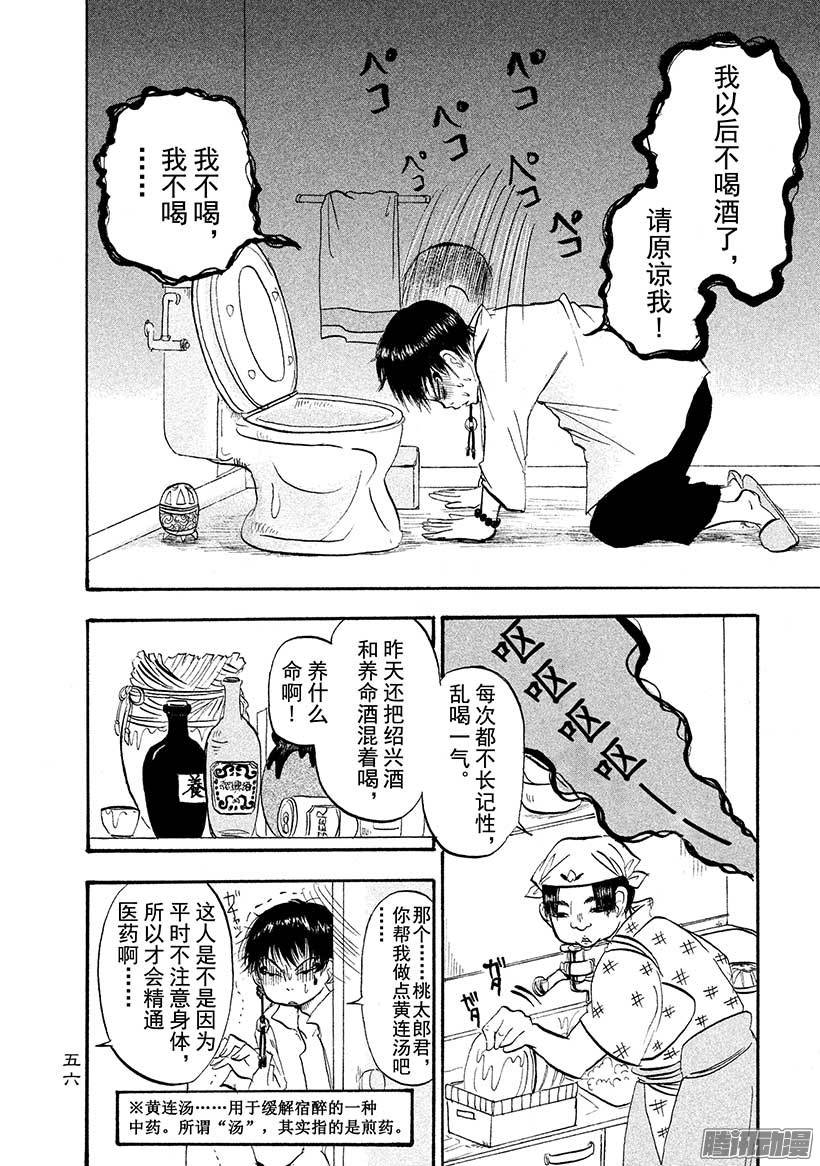 我以后不喝酒了，
请原谅我！
ペコ
ペコ
ペコ
ペコ
ペコ
我不喝，
我不喝
……
呕呕呕呕——
每次都不长记性，
乱喝一气。
昨天还把绍兴酒
和养命酒混着喝，
养什么
命啊！
養
BEER
那个……桃太郎君，
你帮我做点黄连汤吧
……
这人是不是因为
平时不注意身体，
所以才会精通
医药啊……
※黄连汤……用于缓解宿醉的一种
中药。所谓“汤”，其实指的是煎药。
五六
腾讯动漫